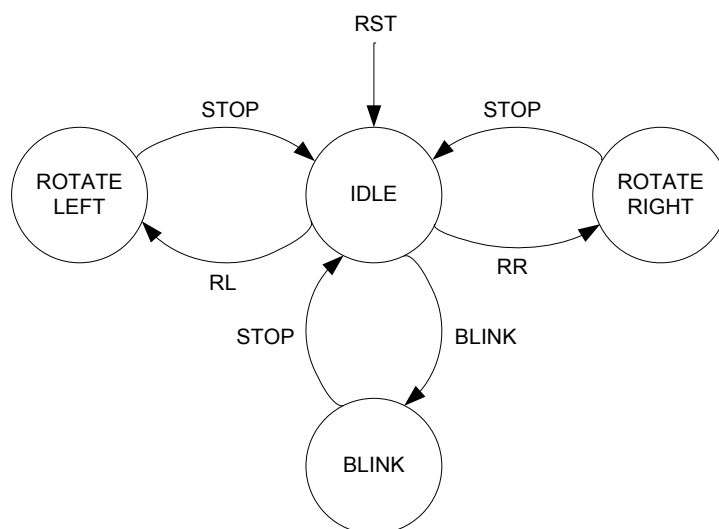 RST
STOP
STOP
ROTATE
LEFT
IDLE
ROTATE
RIGHT
RL
RR
STOP
BLINK
BLINK